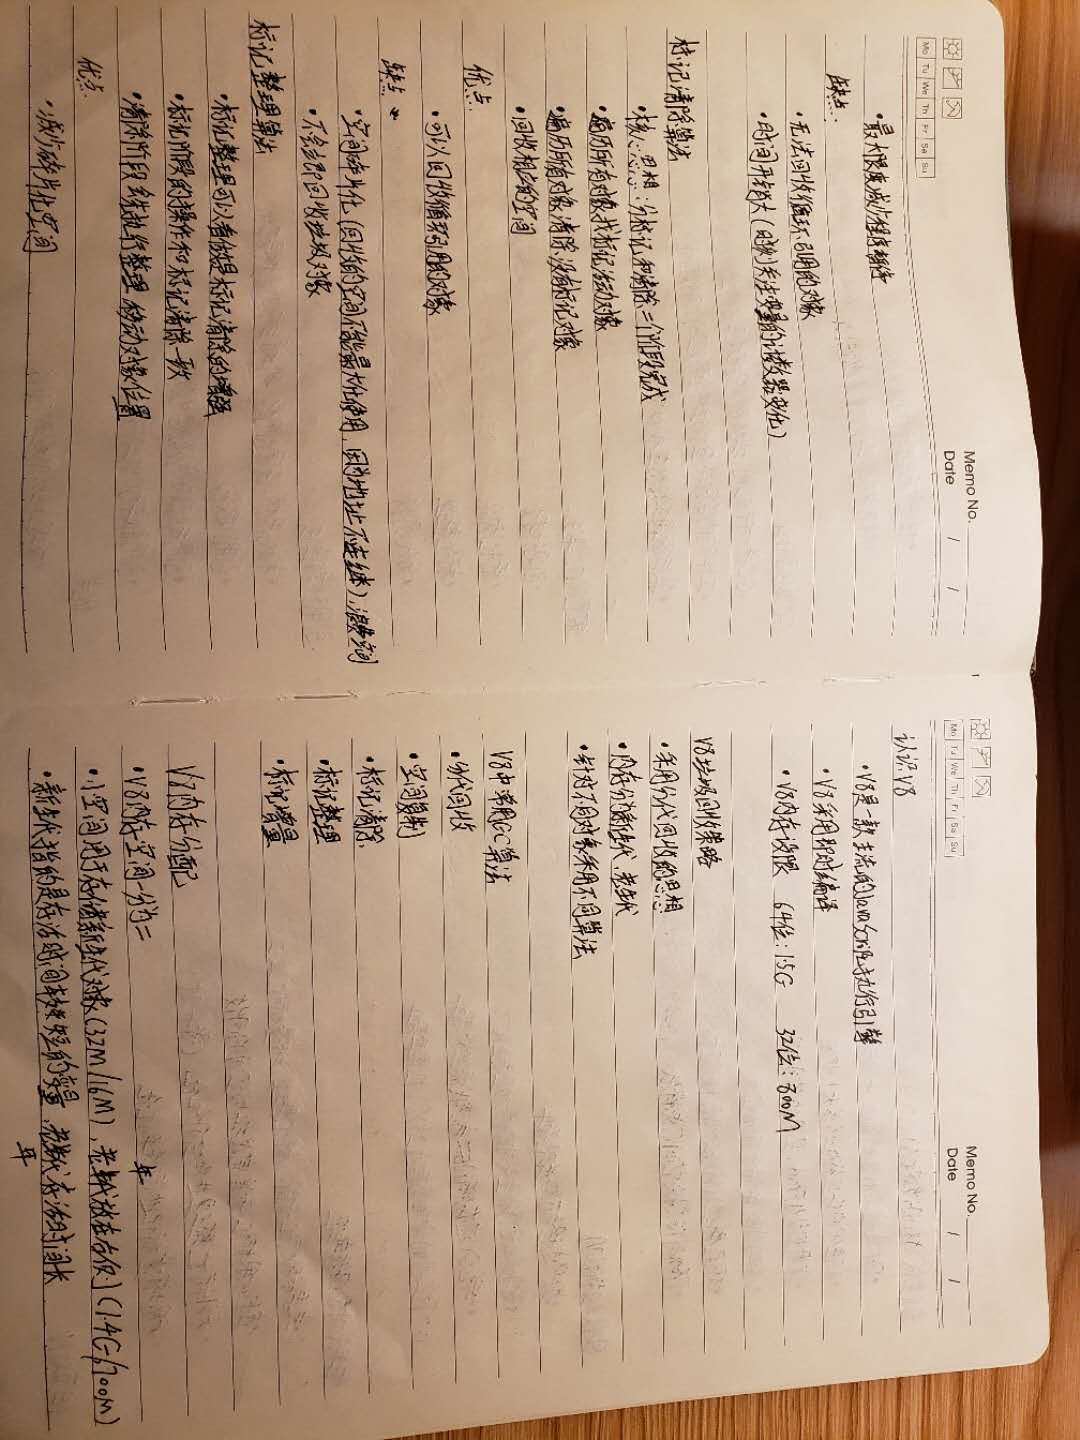 Memo No.
Date / /
Mo Tu We Th Fr Sa Su
• 最大限度减少程序暂停
缺点:
• 无法回收循环引用的对象
• 时间开销大(时刻关注变量的计数器变化)
标记清除算法
• 核心思想:分标记和清除二个阶段完成
• 遍历所有对象找标记活动对象
• 遍历所有对象清除没有标记对象
• 回收相应的空间
优点:
• 可以回收循环引用的对象
缺点
• 空间碎片化(回收的空间不能最大化使用,因为地址不连续),浪费空间
• 不会立即回收垃圾对象
标记整理算法
• 标记整理可以看做是标记清除的增强
• 标记阶段的操作和标记清除一致
• 清除阶段先执行整理,移动对象位置
优点:
• 减少碎片化空间
Memo No.
Date / /
Mo Tu We Th Fr Sa Su
认识V8
• V8是一款主流的JavaScript执行引擎
• V8采用即时编译
• V8内存设限 64位:1.5G 32位:800M
V8垃圾回收策略
• 采用分代回收的思想
• 内存分为新生代、老生代
• 针对不同对象采用不同算法
V8中常用GC算法
• 分代回收
• 空间复制
• 标记清除
• 标记整理
• 标记增量
V8内存分配
• V8内存空间一分为二
• 小空间用于存储新生代对象(32M/16M),老年代放在右侧(1.4G/700M)
• 新生代指的是存活时间较短的变量,老年代存活时间长